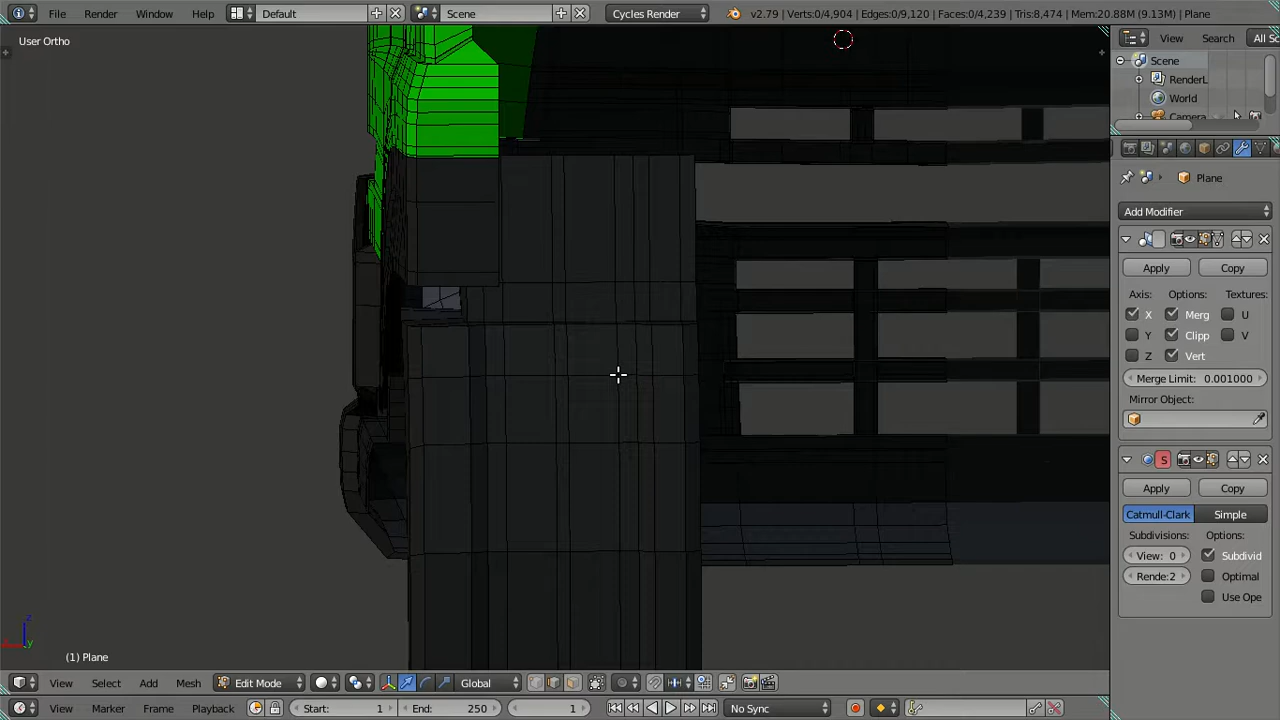 File Render Window Help Default Scene Cycles Render v2.79 | Verts:0/4,904 | Edges:0/9,120 | Faces:0/4,239 | Tris:8,474 | Mem:20.88M (9.13M) | Plane
User Ortho
View Search All Sc
Scene
RenderL
World
Camera
Plane
Add Modifier
Apply Copy
Axis: Options: Textures:
X Merg U
Y Clipp V
Z Vert
Merge Limit: 0.001000
Mirror Object:
S
Apply Copy
Catmull-Clark Simple
Subdivisions: Options:
View: 0 Subdivid
Rende:2 Optimal
Use Ope
z
x y
(1) Plane
View Select Add Mesh Edit Mode Global
View Marker Frame Playback Start: 1 End: 250 1 No Sync